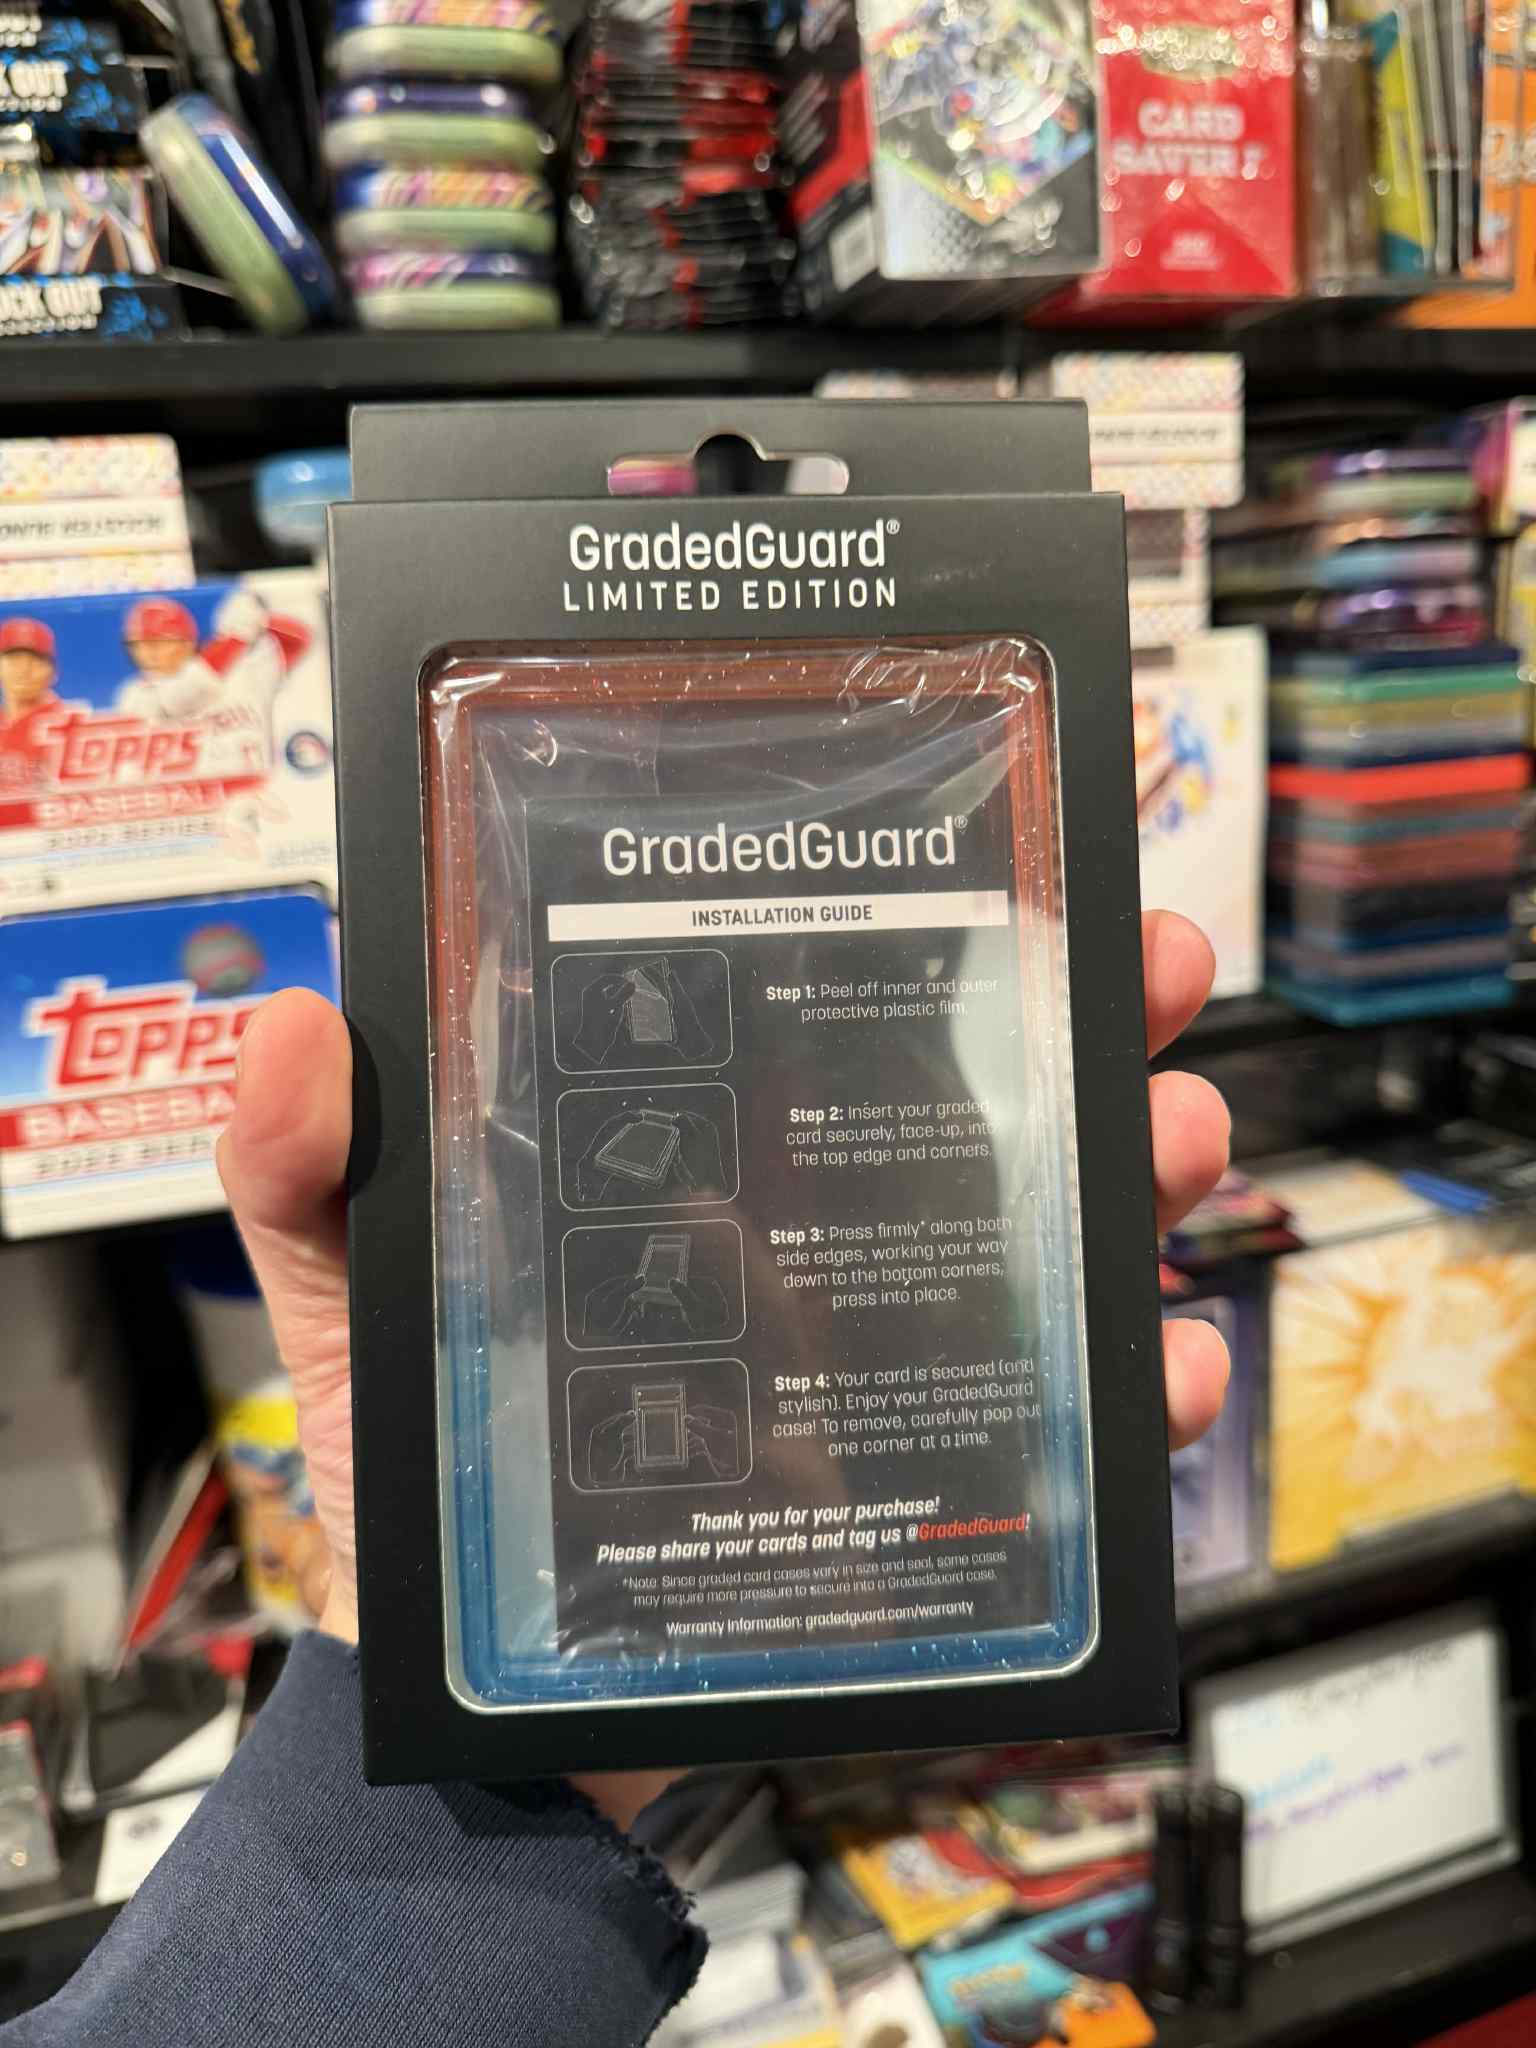 CK OUT
CARD
SAVER 1
OCK OUT
GradedGuard®
LIMITED EDITION
TOPPS
BASEBALL
TOPPS
BASEBA
GradedGuard®
INSTALLATION GUIDE
Step 1: Peel off inner and outer
protective plastic film.
Step 2: Insert your graded
card securely, face-up, into
the top edge and corners.
Step 3: Press firmly* along both
side edges, working your way
down to the bottom corners;
press into place.
Step 4: Your card is secured (and
stylish). Enjoy your GradedGuard
case! To remove, carefully pop out
one corner at a time.
Thank you for your purchase!
Please share your cards and tag us @GradedGuard!
*Note: Since graded card cases vary in size and seal, some cases
may require more pressure to secure into a GradedGuard case.
Warranty Information: gradedguard.com/warranty